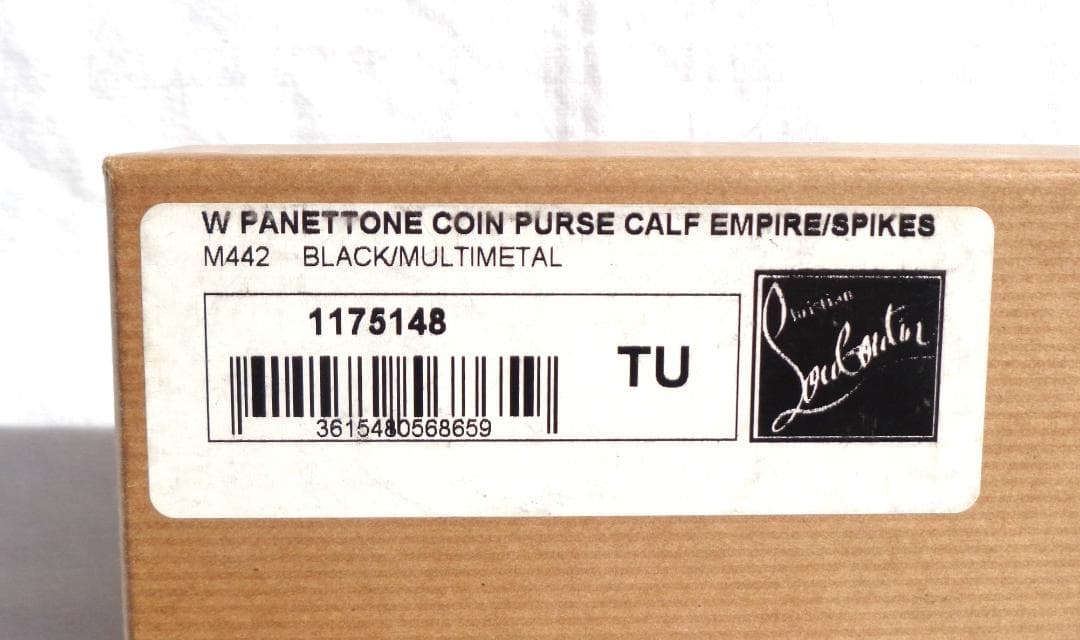 W PANETTONE COIN PURSE CALF EMPIRE/SPIKES
M442 BLACK/MULTIMETAL
1175148
TU
3615480568659
Christian
Louboutin